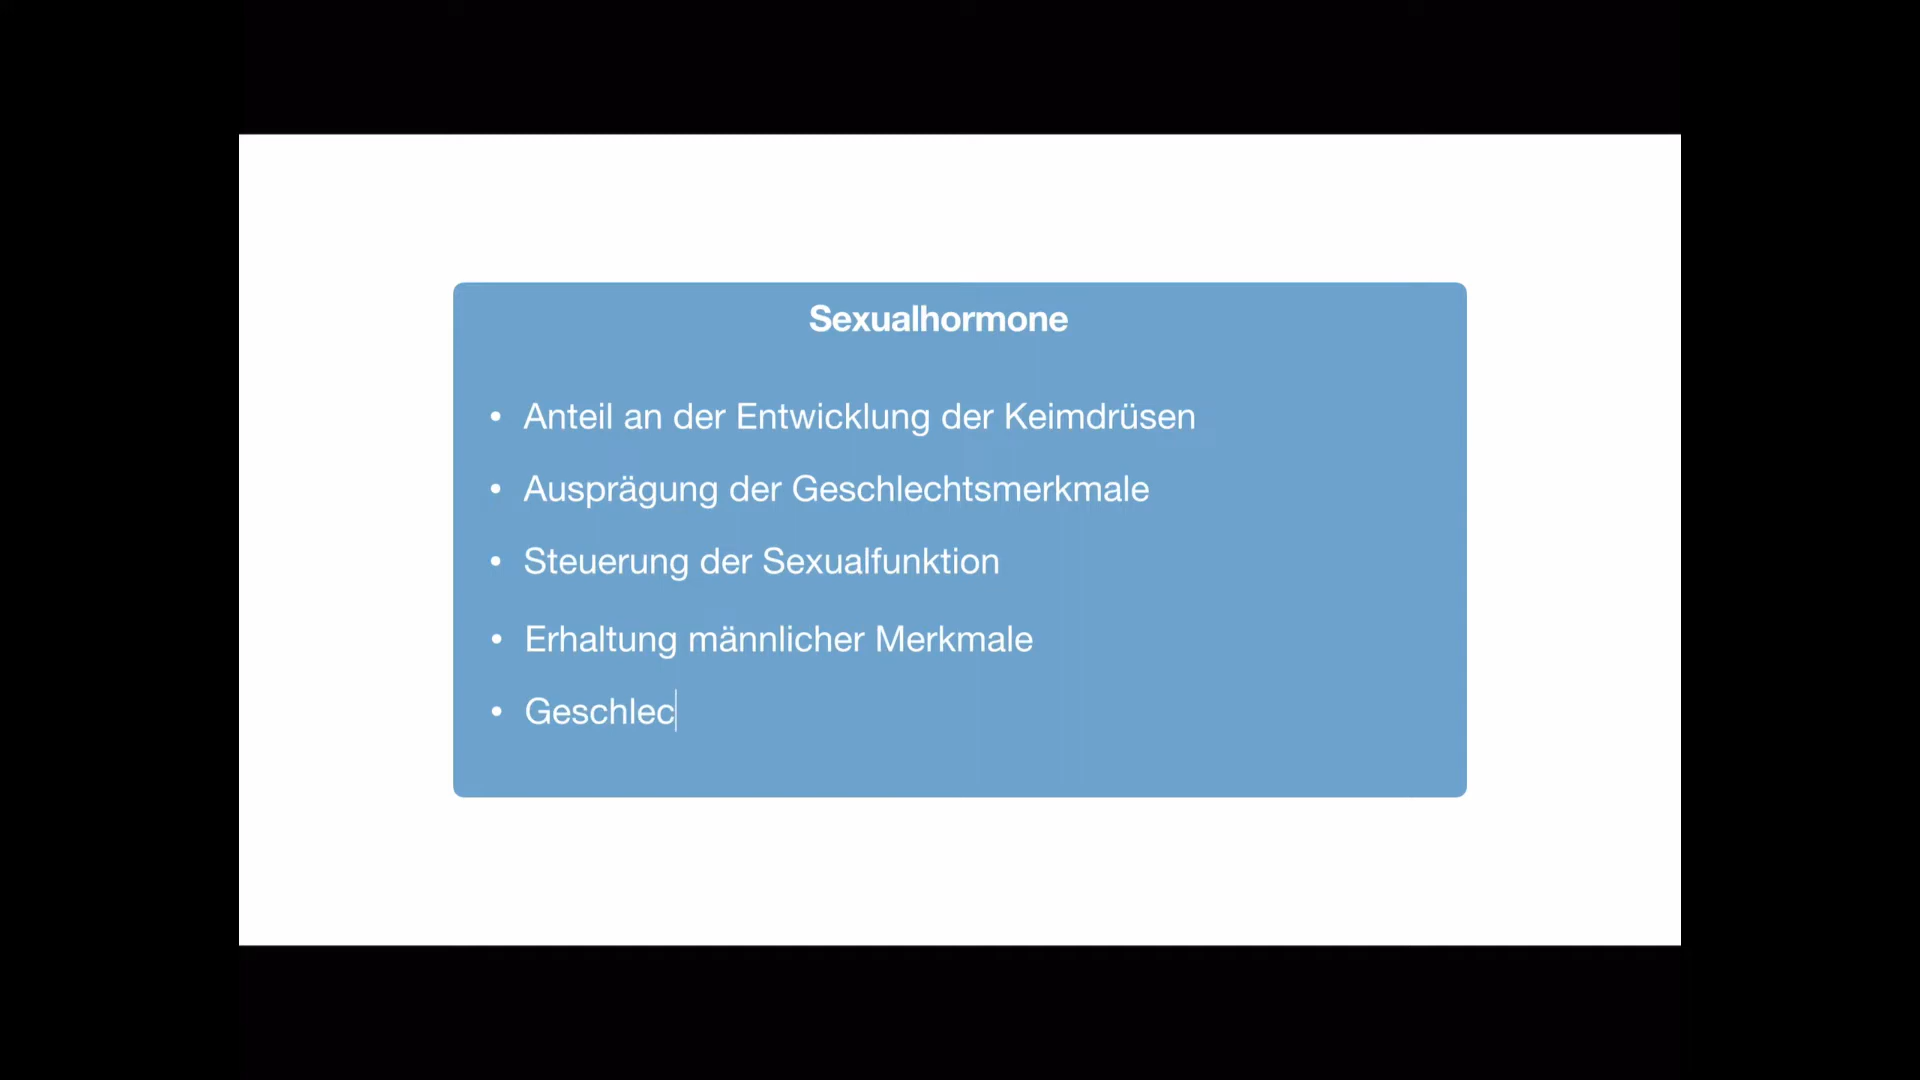 Sexualhormone
• Anteil an der Entwicklung der Keimdrüsen
• Ausprägung der Geschlechtsmerkmale
• Steuerung der Sexualfunktion
• Erhaltung männlicher Merkmale
• Geschlec